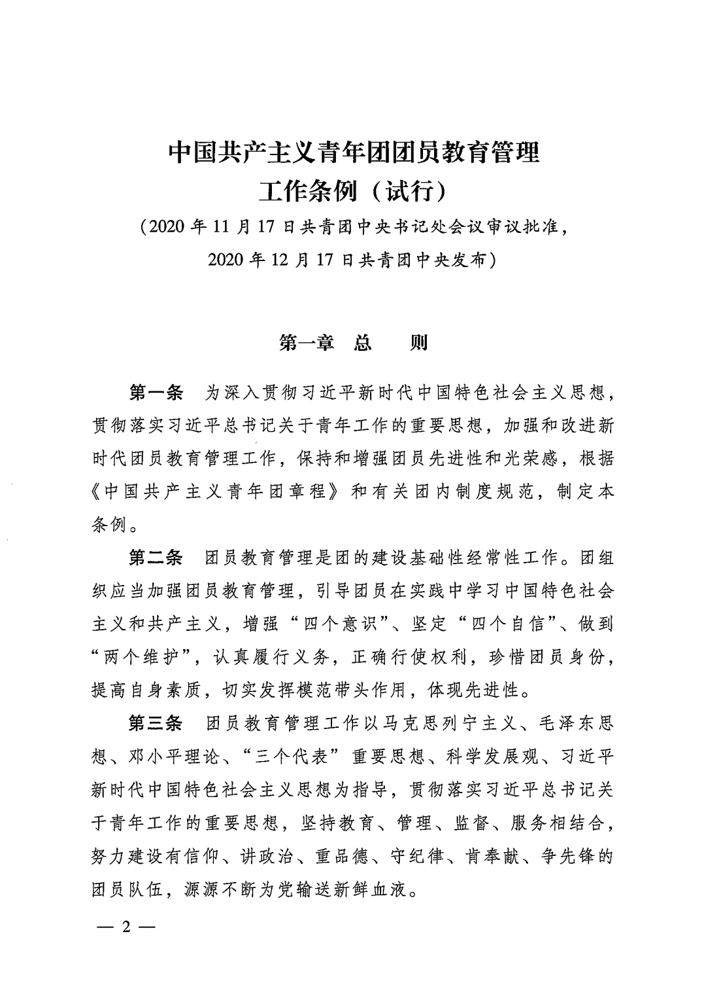 中国共产主义青年团团员教育管理
工作条例（试行）
（2020 年 11 月 17 日共青团中央书记处会议审议批准，
2020 年 12 月 17 日共青团中央发布）
第一章 总 则
第一条 为深入贯彻习近平新时代中国特色社会主义思想，
贯彻落实习近平总书记关于青年工作的重要思想，加强和改进新
时代团员教育管理工作，保持和增强团员先进性和光荣感，根据
《中国共产主义青年团章程》和有关团内制度规范，制定本
条例。
第二条 团员教育管理是团的建设基础性经常性工作。团组
织应当加强团员教育管理，引导团员在实践中学习中国特色社会
主义和共产主义，增强“四个意识”、坚定“四个自信”、做到
“两个维护”，认真履行义务，正确行使权利，珍惜团员身份，
提高自身素质，切实发挥模范带头作用，体现先进性。
第三条 团员教育管理工作以马克思列宁主义、毛泽东思
想、邓小平理论、“三个代表”重要思想、科学发展观、习近平
新时代中国特色社会主义思想为指导，贯彻落实习近平总书记关
于青年工作的重要思想，坚持教育、管理、监督、服务相结合，
努力建设有信仰、讲政治、重品德、守纪律、肯奉献、争先锋的
团员队伍，源源不断为党输送新鲜血液。
— 2 —